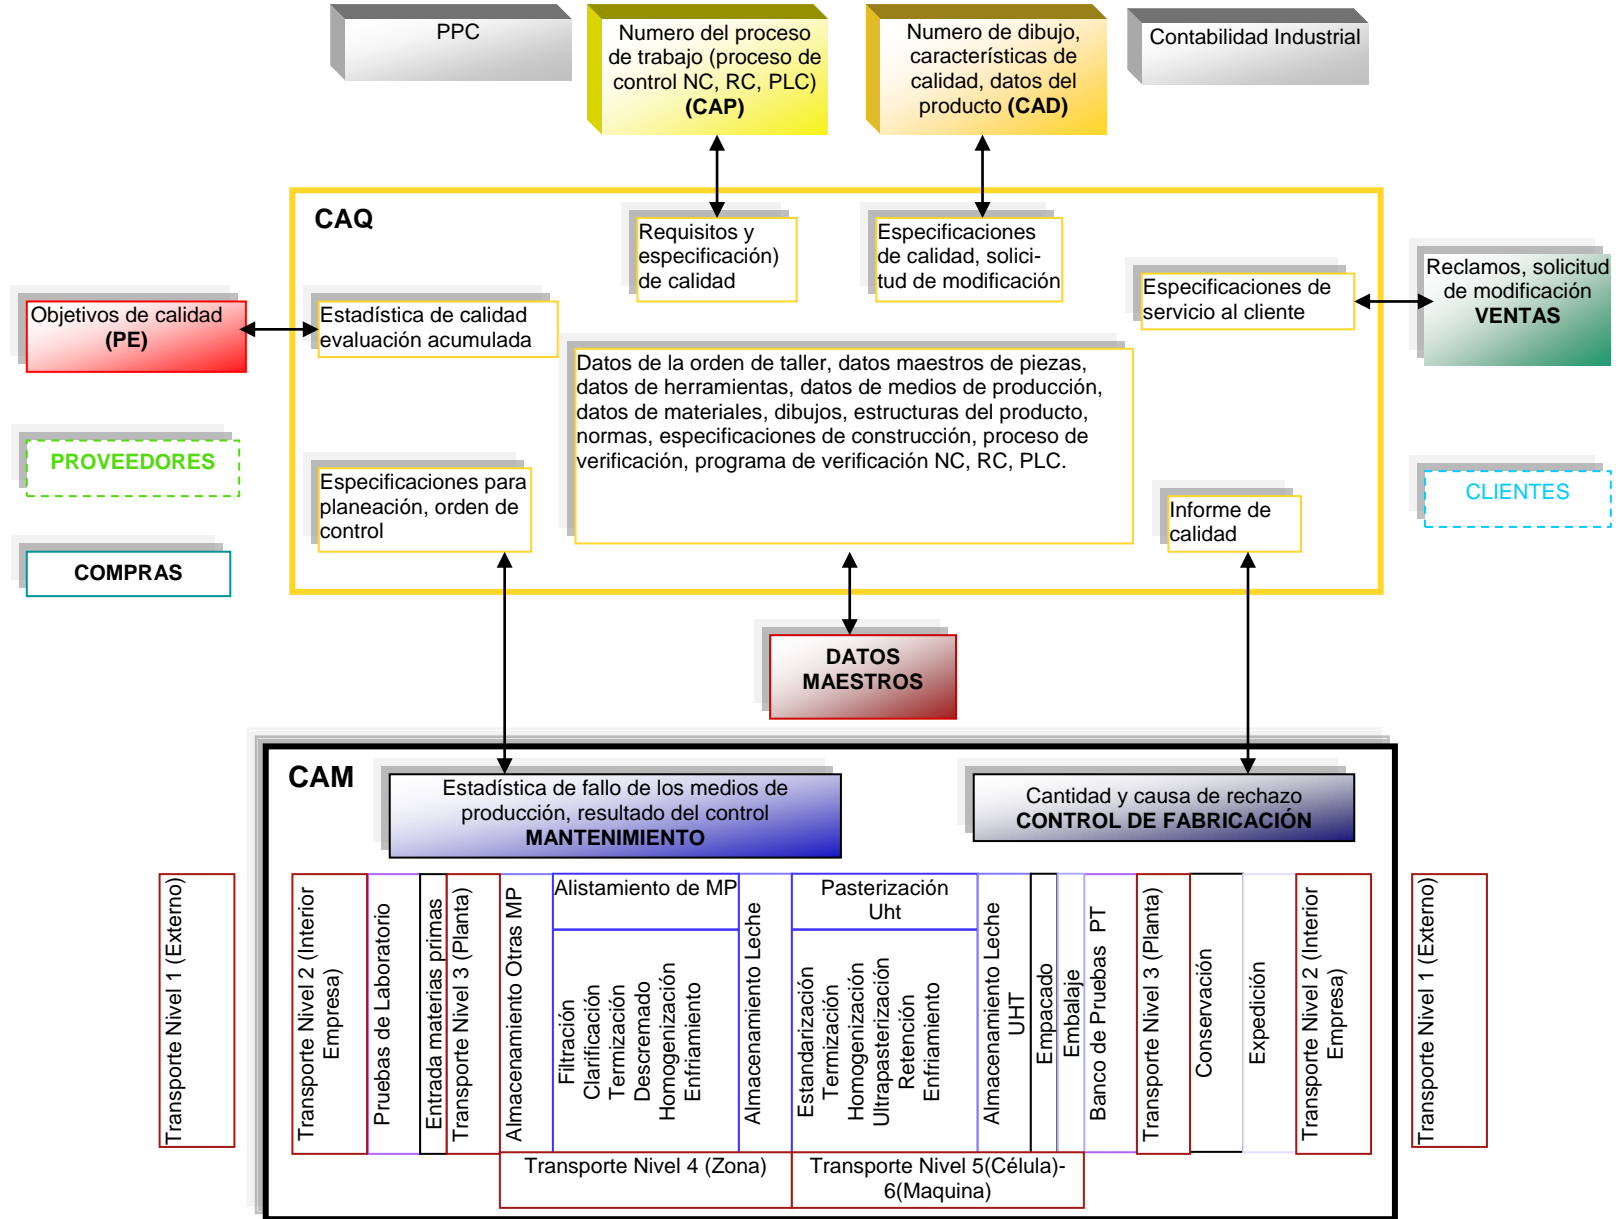 PPC
Numero del proceso
de trabajo (proceso de
control NC, RC, PLC)
(CAP)
Numero de dibujo,
características de
calidad, datos del
producto (CAD)
Contabilidad Industrial
CAQ
Requisitos y
especificación)
de calidad
Especificaciones
de calidad, solici-
tud de modificación
Especificaciones de
servicio al cliente
Reclamos, solicitud
de modificación
VENTAS
Objetivos de calidad
(PE)
Estadística de calidad
evaluación acumulada
Datos de la orden de taller, datos maestros de piezas,
datos de herramientas, datos de medios de producción,
datos de materiales, dibujos, estructuras del producto,
normas, especificaciones de construcción, proceso de
verificación, programa de verificación NC, RC, PLC.
PROVEEDORES
Especificaciones para
planeación, orden de
control
Informe de
calidad
CLIENTES
COMPRAS
DATOS
MAESTROS
CAM
Estadística de fallo de los medios de
producción, resultado del control
MANTENIMIENTO
Cantidad y causa de rechazo
CONTROL DE FABRICACIÓN
Transporte Nivel 1 (Externo)
Transporte Nivel 2 (Interior
Empresa)
Pruebas de Laboratorio
Entrada materias primas
Transporte Nivel 3 (Planta)
Almacenamiento Otras MP
Alistamiento de MP
Filtración
Clarificación
Termización
Descremado
Homogenización
Enfriamiento
Almacenamiento Leche
Pasterización
Uht
Estandarización
Termización
Homogenización
Ultrapasterización
Retención
Enfriamiento
Almacenamiento Leche
UHT
Empacado
Embalaje
Banco de Pruebas PT
Transporte Nivel 3 (Planta)
Conservación
Expedición
Transporte Nivel 2 (Interior
Empresa)
Transporte Nivel 1 (Externo)
Transporte Nivel 4 (Zona)
Transporte Nivel 5(Célula)-
6(Maquina)